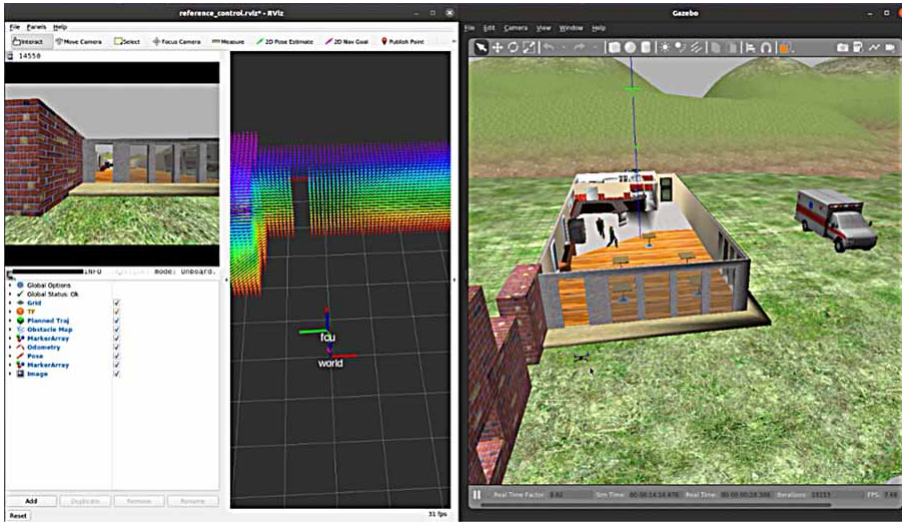 reference_control.rviz* - RViz
File Panels Help
Interact Move Camera Select Focus Camera Measure 2D Pose Estimate 2D Nav Goal Publish Point
14550
INFO mode: Onboard.
Global Options
Global Status: Ok
Grid
TF
Planned Traj
Obstacle Map
MarkerArray
Odometry
Pose
MarkerArray
Image
Add Duplicate Remove Rename
Reset
31 fps
fcu
world
Gazebo
File Edit Camera View Window Help
Real Time Factor: Sim Time: Real Time: Iterations: FPS: